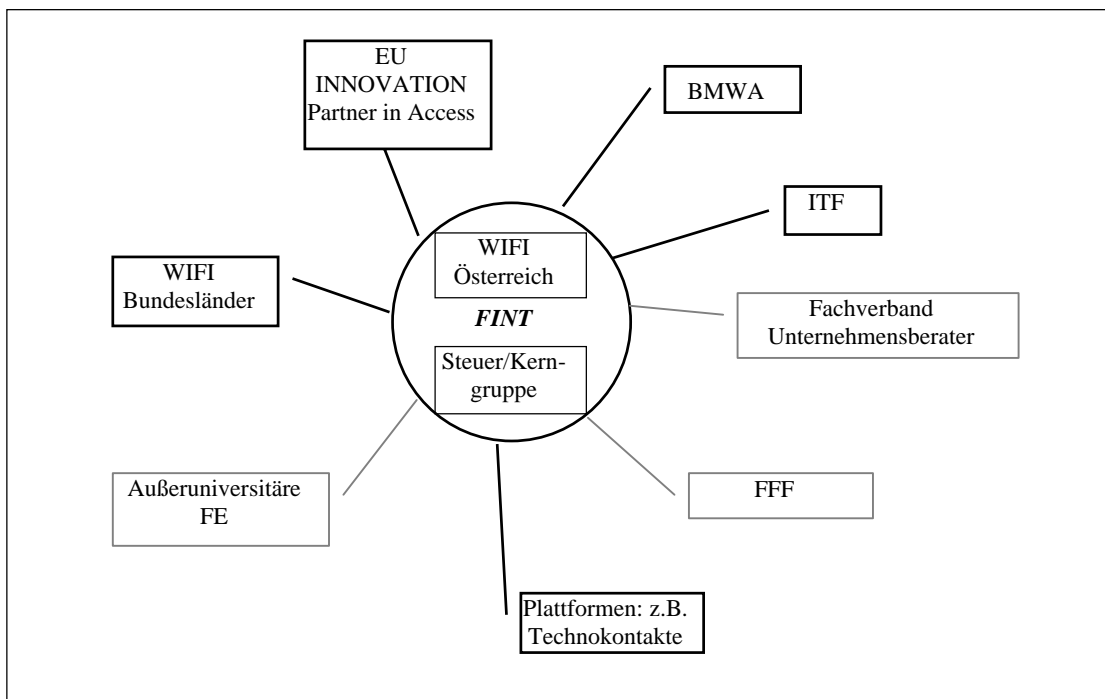 EU
INNOVATION
Partner in Access
BMWA
ITF
WIFI
Österreich
WIFI
Bundesländer
FINT
Fachverband
Unternehmensberater
Steuer/Kern-
gruppe
Außeruniversitäre
FE
FFF
Plattformen: z.B.
Technokontakte